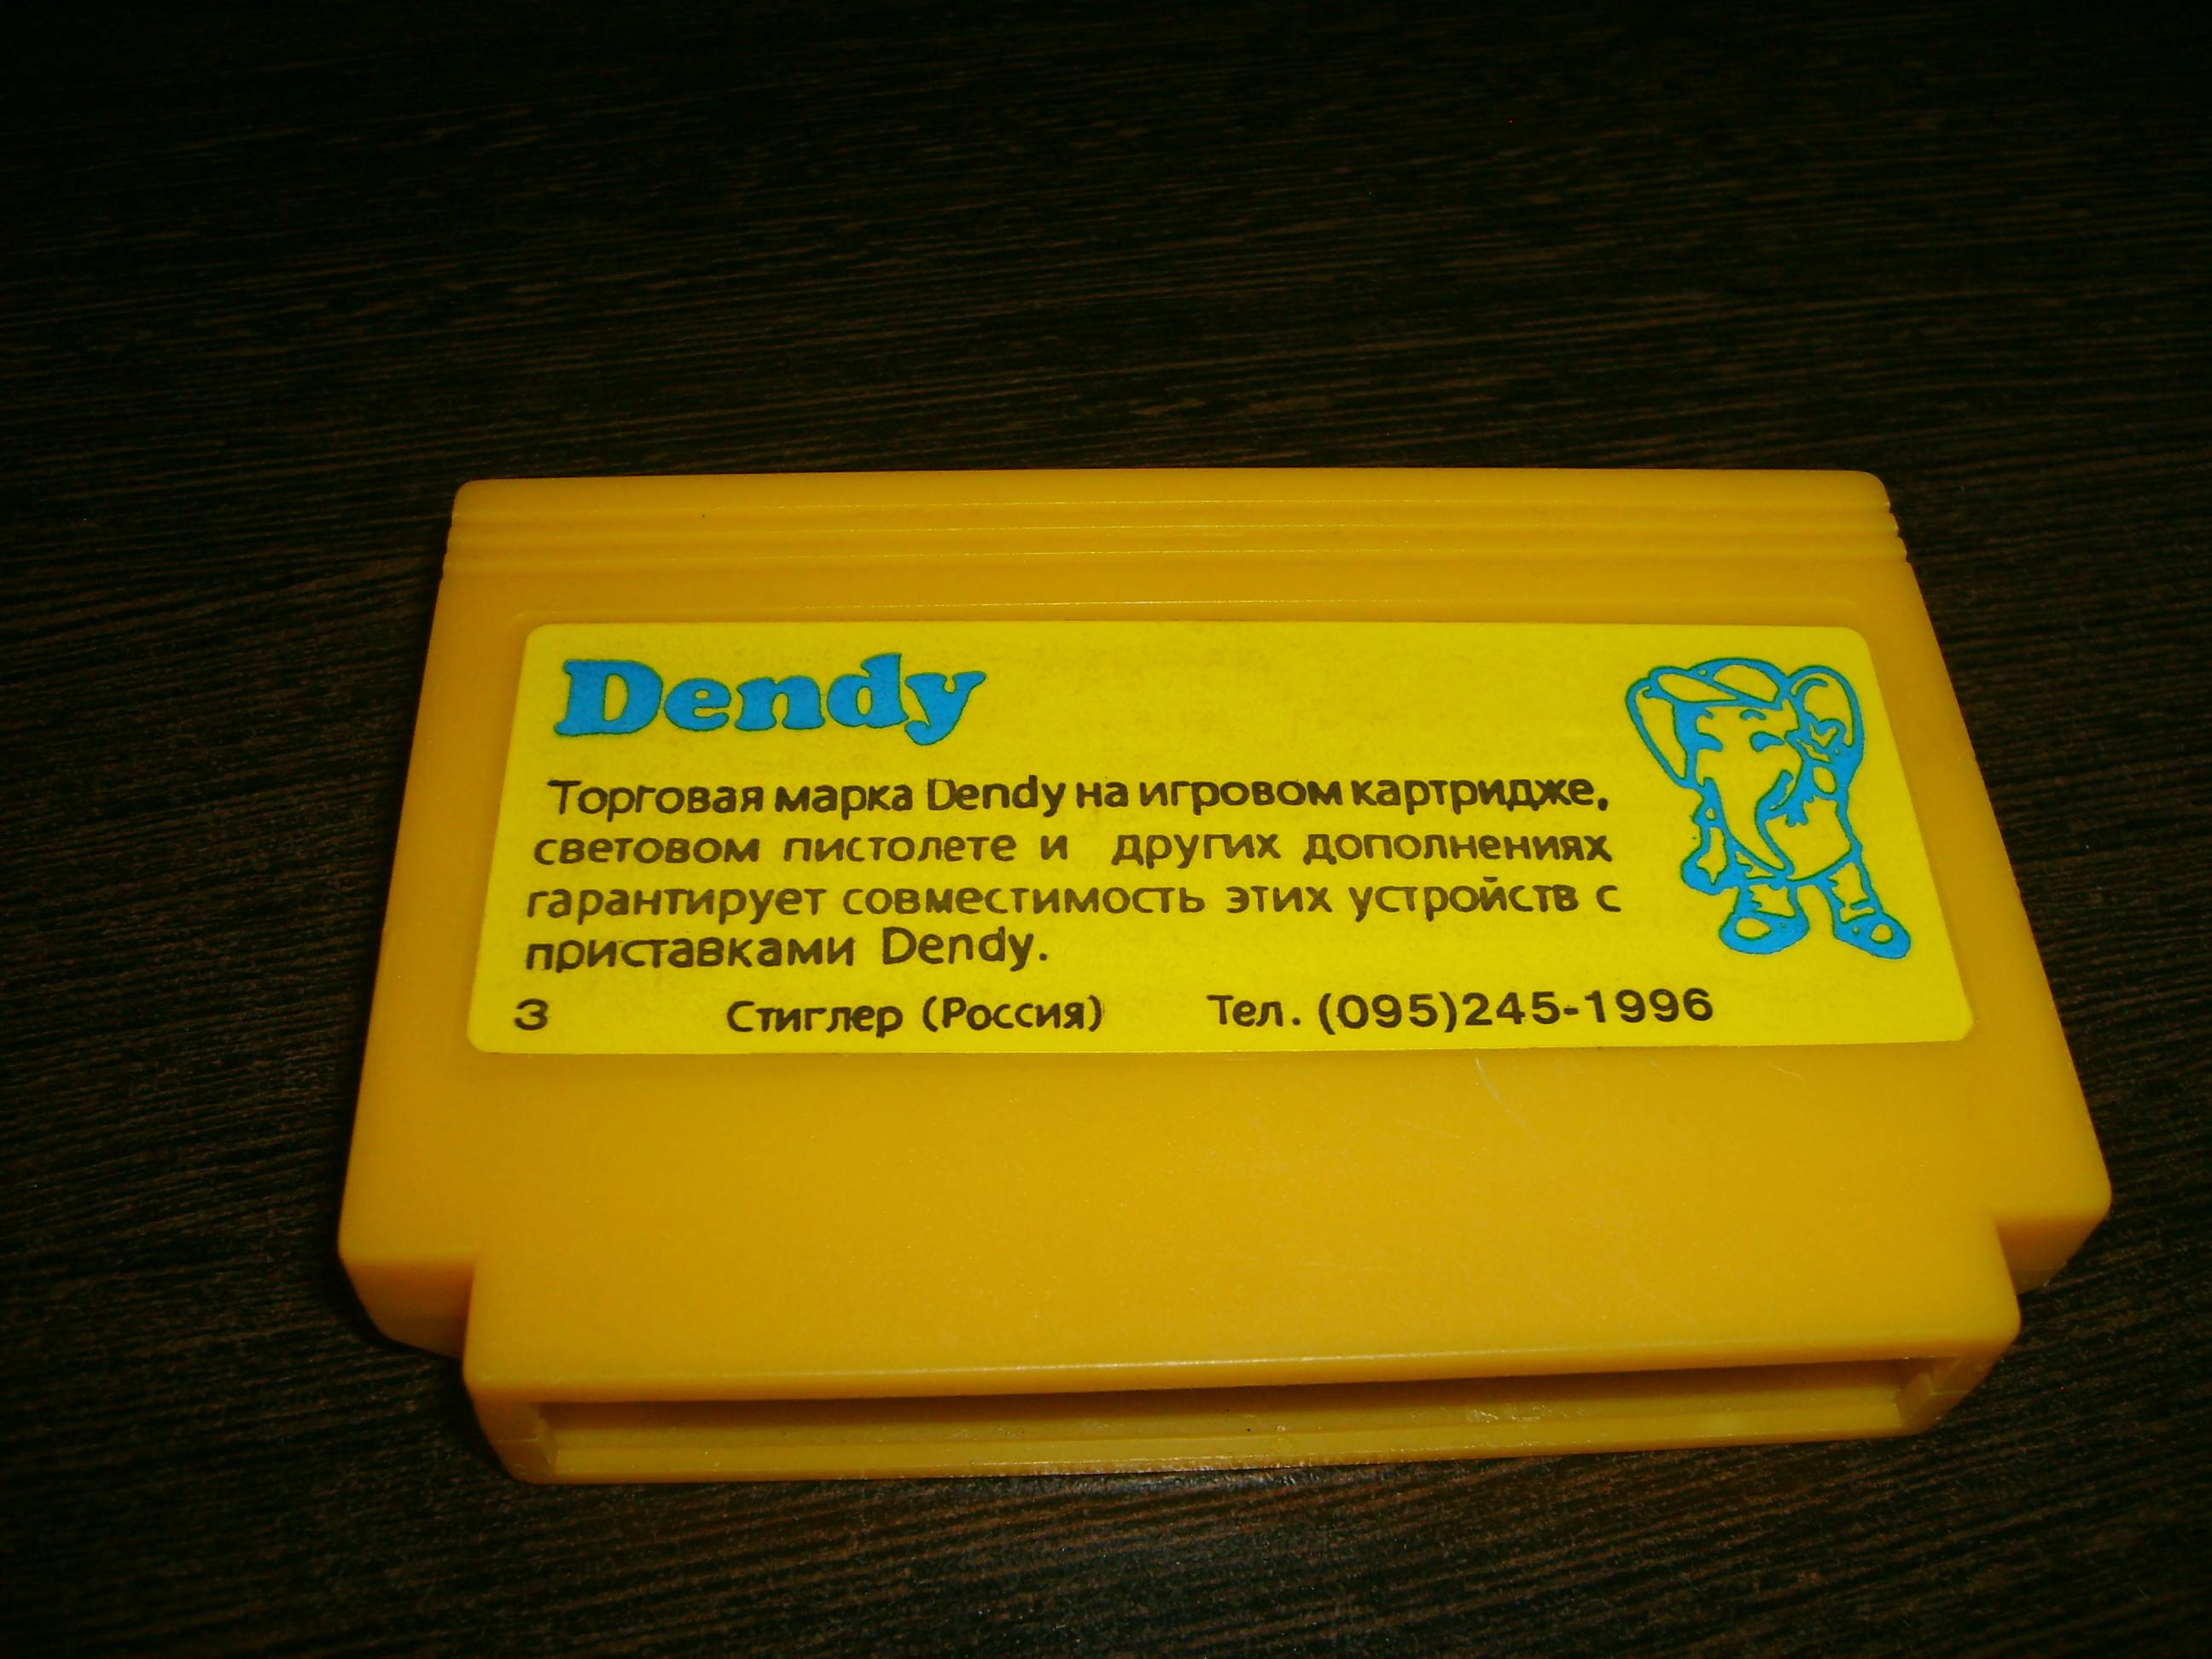 Dendy
Торговая марка Dendy на игровом картридже,
световом пистолете и других дополнениях
гарантирует совместимость этих устройств с
приставками Dendy.
3 Стиглер (Россия) Тел. (095)245-1996